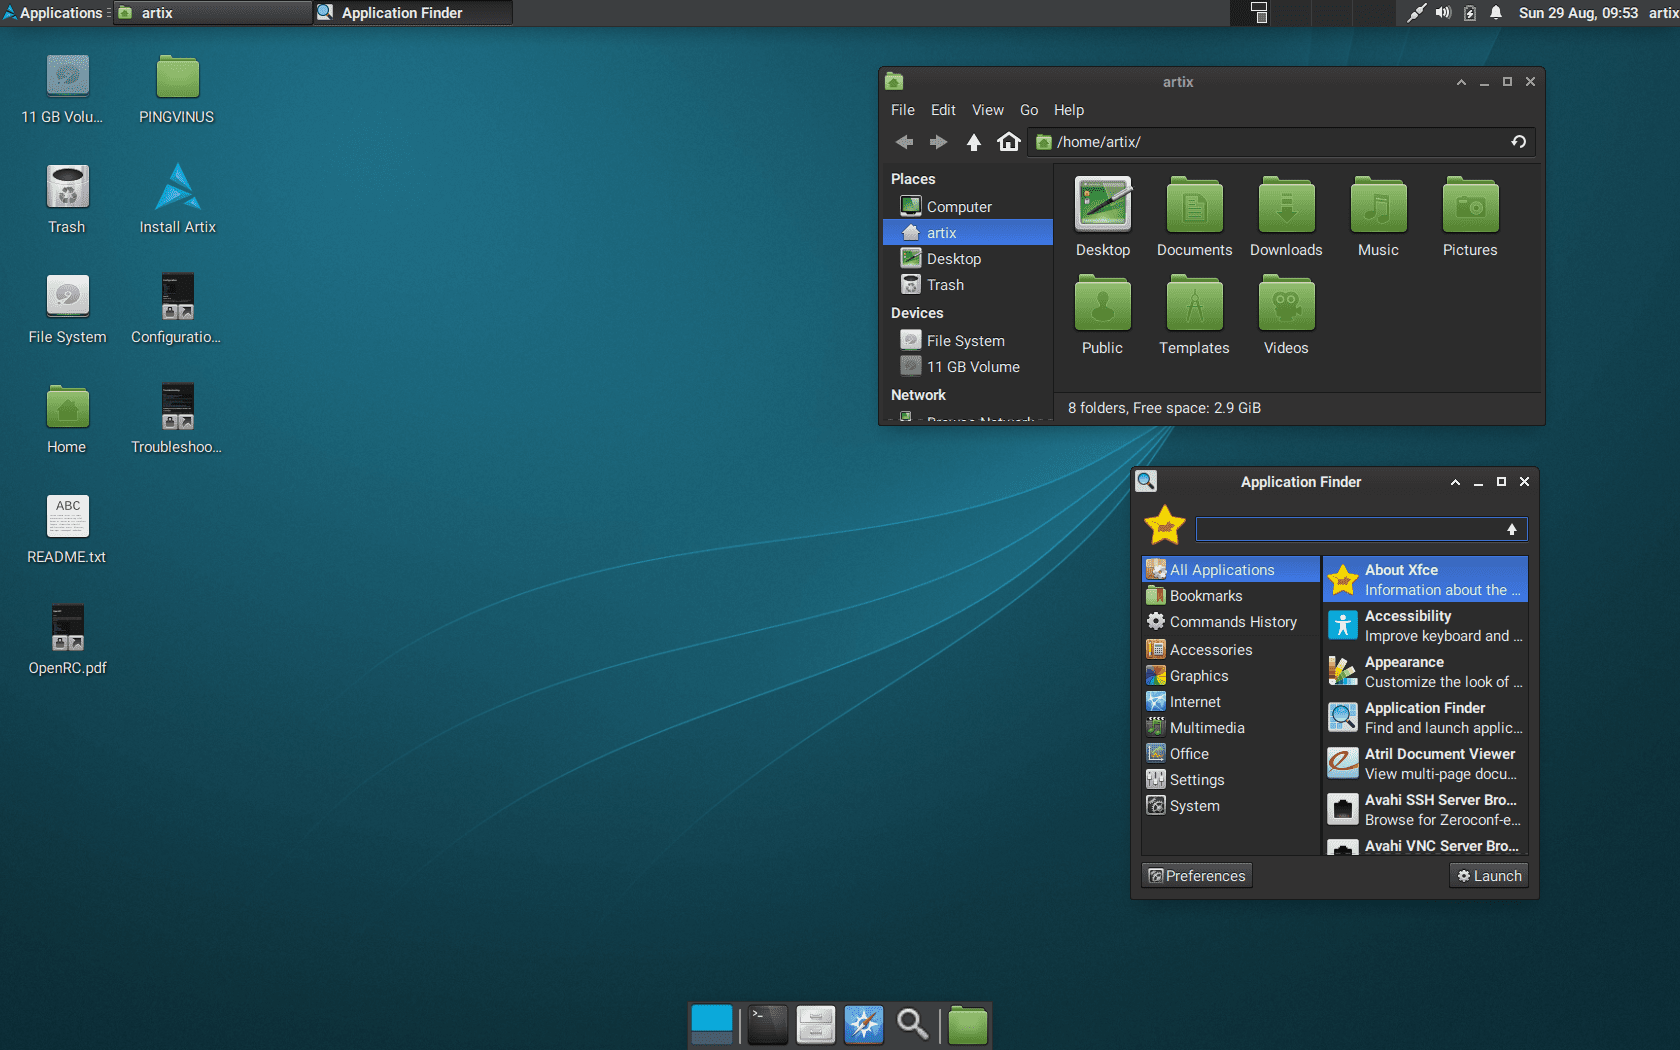 Applications
artix
Application Finder
Sun 29 Aug, 09:53
artix
11 GB Volu...
PINGVINUS
Trash
Install Artix
File System
Configuratio...
Home
Troubleshoo...
ABC
README.txt
OpenRC.pdf
artix
File Edit View Go Help
/home/artix/
Places
Computer
artix
Desktop
Trash
Devices
File System
11 GB Volume
Network
Browse Network
Desktop Documents Downloads Music Pictures
Public Templates Videos
8 folders, Free space: 2.9 GiB
Application Finder
All Applications
Bookmarks
Commands History
Accessories
Graphics
Internet
Multimedia
Office
Settings
System
About Xfce
Information about the ...
Accessibility
Improve keyboard and ...
Appearance
Customize the look of ...
Application Finder
Find and launch applic...
Atril Document Viewer
View multi-page docu...
Avahi SSH Server Bro...
Browse for Zeroconf-e...
Avahi VNC Server Bro...
Preferences
Launch